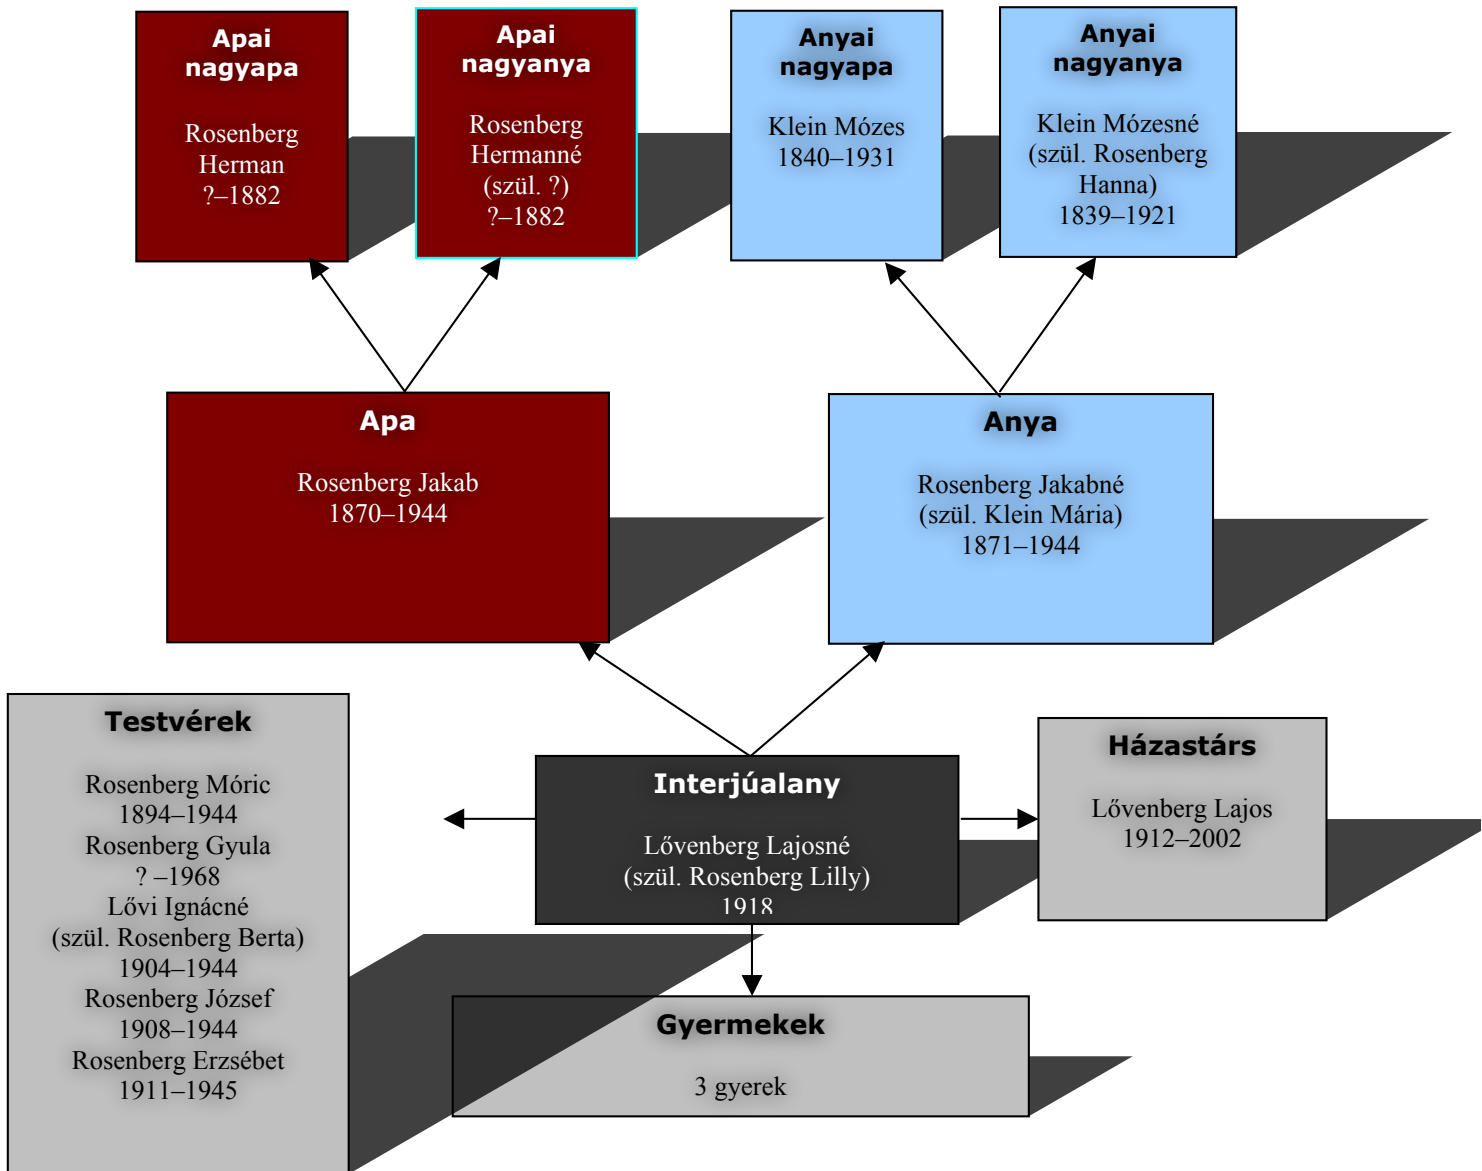 Apai
nagyapa
Rosenberg
Herman
?–1882
Apai
nagyanya
Rosenberg
Hermanné
(szül. ?)
?–1882
Anyai
nagyapa
Klein Mózes
1840–1931
Anyai
nagyanya
Klein Mózesné
(szül. Rosenberg
Hanna)
1839–1921
Apa
Rosenberg Jakab
1870–1944
Anya
Rosenberg Jakabné
(szül. Klein Mária)
1871–1944
Testvérek
Rosenberg Móric
1894–1944
Rosenberg Gyula
? –1968
Lővi Ignácné
(szül. Rosenberg Berta)
1904–1944
Rosenberg József
1908–1944
Rosenberg Erzsébet
1911–1945
Interjúalany
Lővenberg Lajosné
(szül. Rosenberg Lilly)
1918
Házastárs
Lővenberg Lajos
1912–2002
Gyermekek
3 gyerek